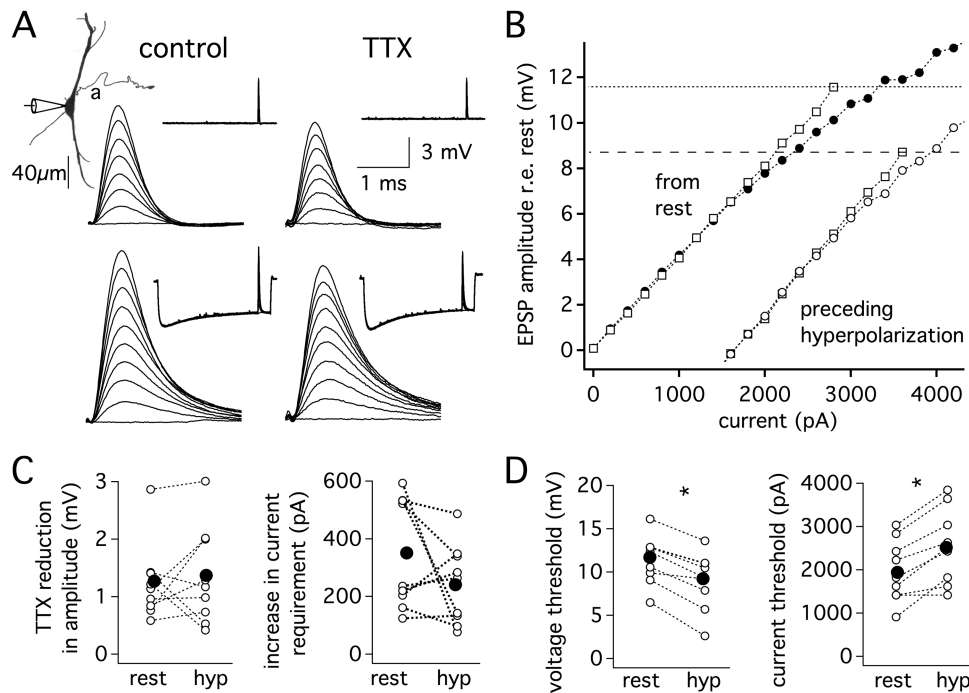 A
control
TTX
a
40µm
3 mV
1 ms
B
EPSP amplitude r.e. rest (mV)
12
10
8
6
4
2
0
from
rest
preceding
hyperpolarization
0
1000
2000
3000
4000
current (pA)
C
TTX reduction
in amplitude (mV)
3
2
1
0
rest
hyp
increase in current
requirement (pA)
600
400
200
0
rest
hyp
D
voltage threshold (mV)
20
15
10
5
0
*
rest
hyp
current threshold (pA)
4000
3000
2000
1000
0
*
rest
hyp